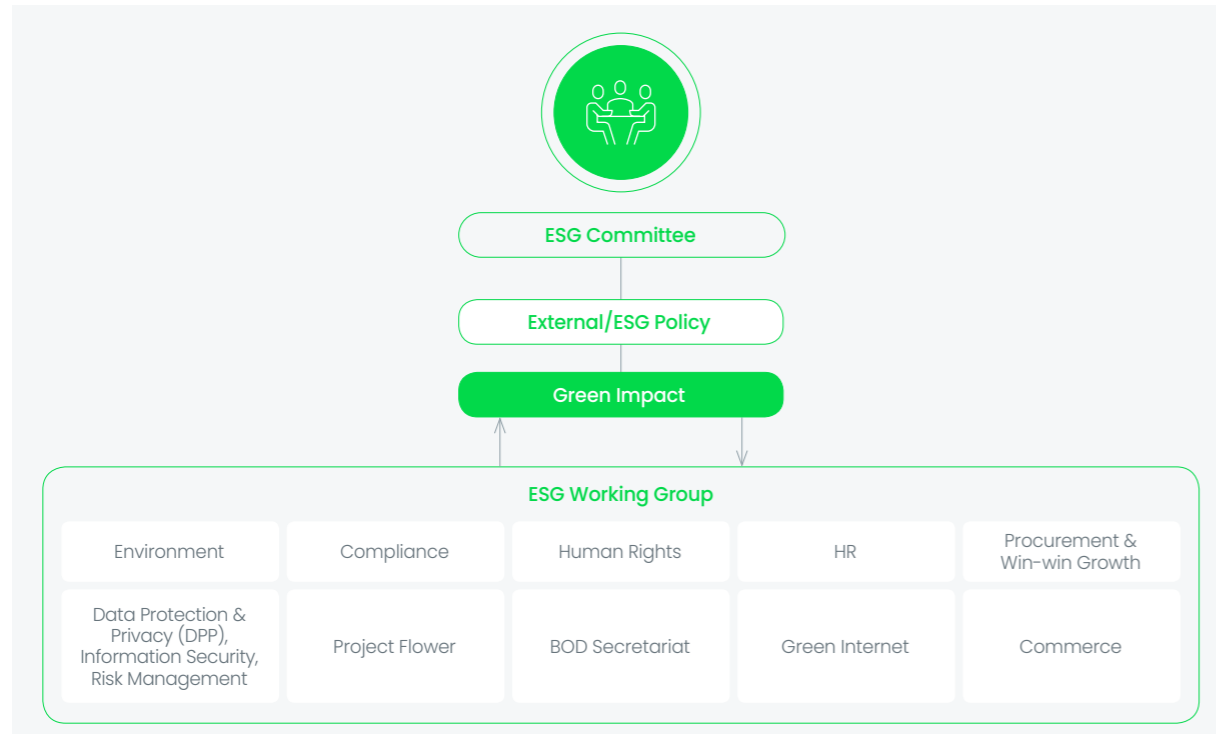 ESG Committee
External/ESG Policy
Green Impact
ESG Working Group
Environment
Compliance
Human Rights
HR
Procurement &
Win-win Growth
Data Protection &
Privacy (DPP),
Information Security,
Risk Management
Project Flower
BOD Secretariat
Green Internet
Commerce